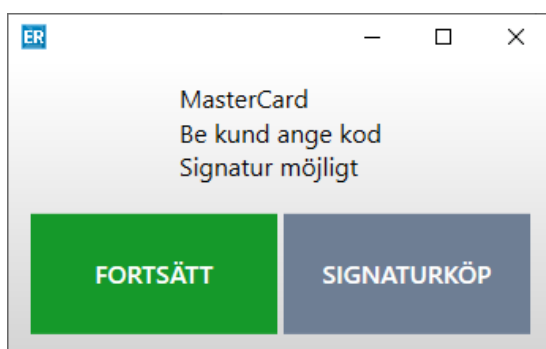 ER
MasterCard
Be kund ange kod
Signatur möjligt
FORTSÄTT
SIGNATURKÖP